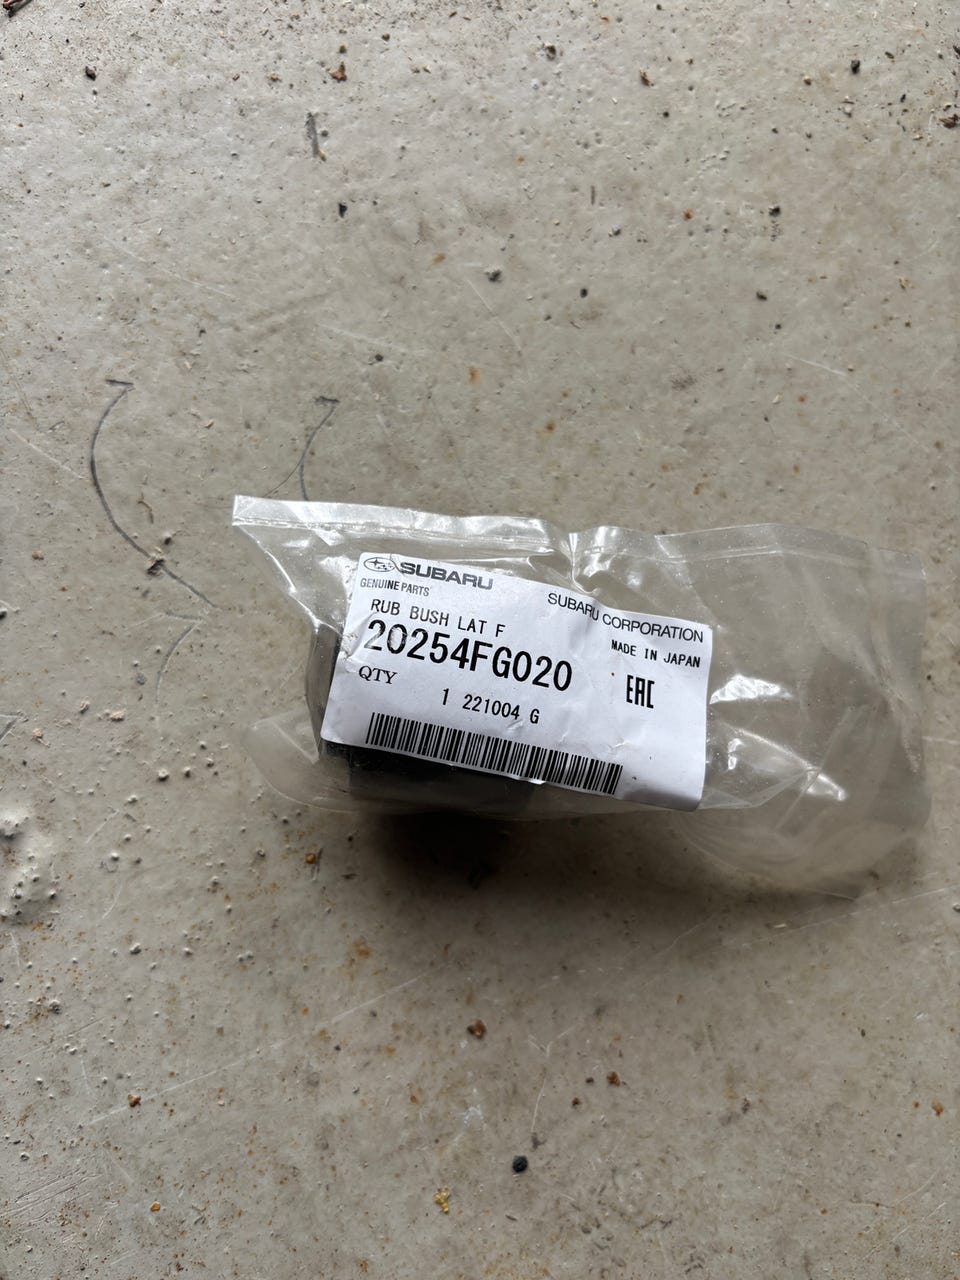 SUBARU
GENUINE PARTS
SUBARU CORPORATION
RUB BUSH LAT F
MADE IN JAPAN
20254FG020
EAC
QTY
1 221004 G